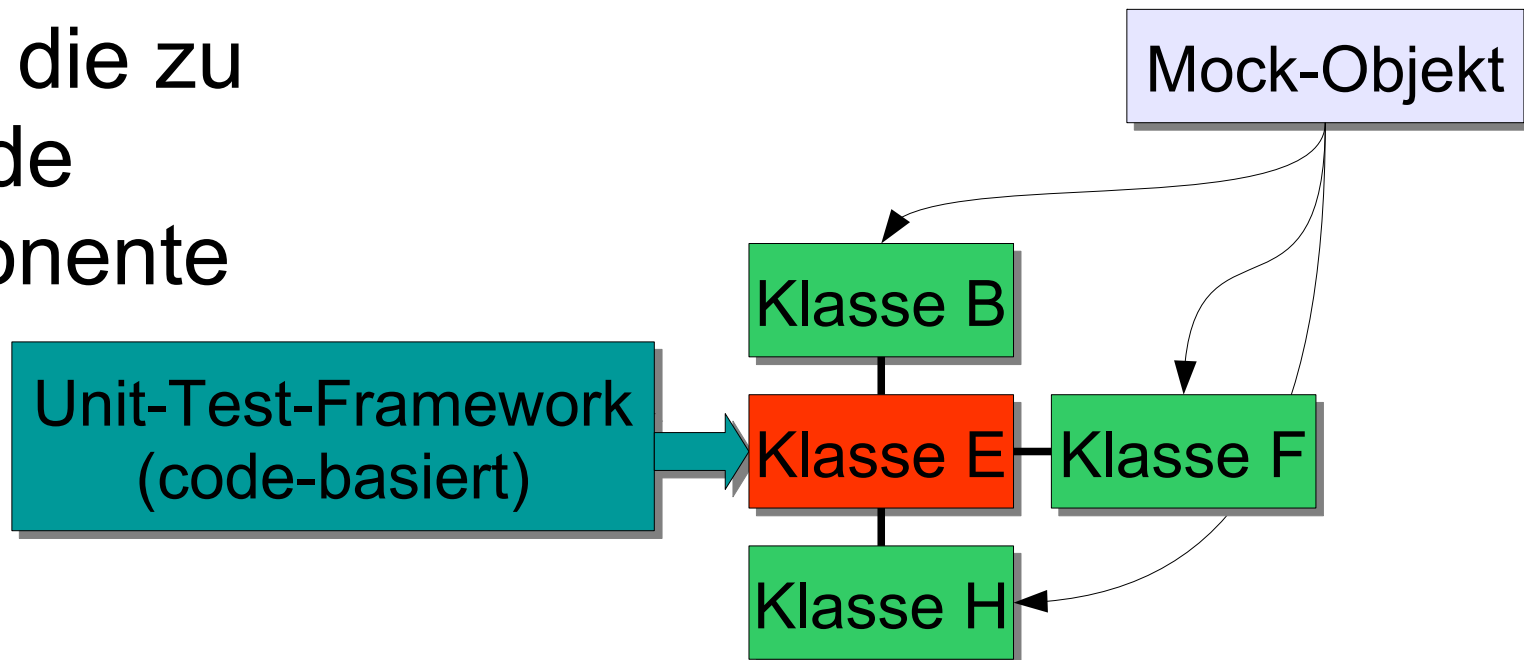 die zu
de
onente
Mock-Objekt
Klasse B
Unit-Test-Framework
(code-basiert)
Klasse E
Klasse F
Klasse H